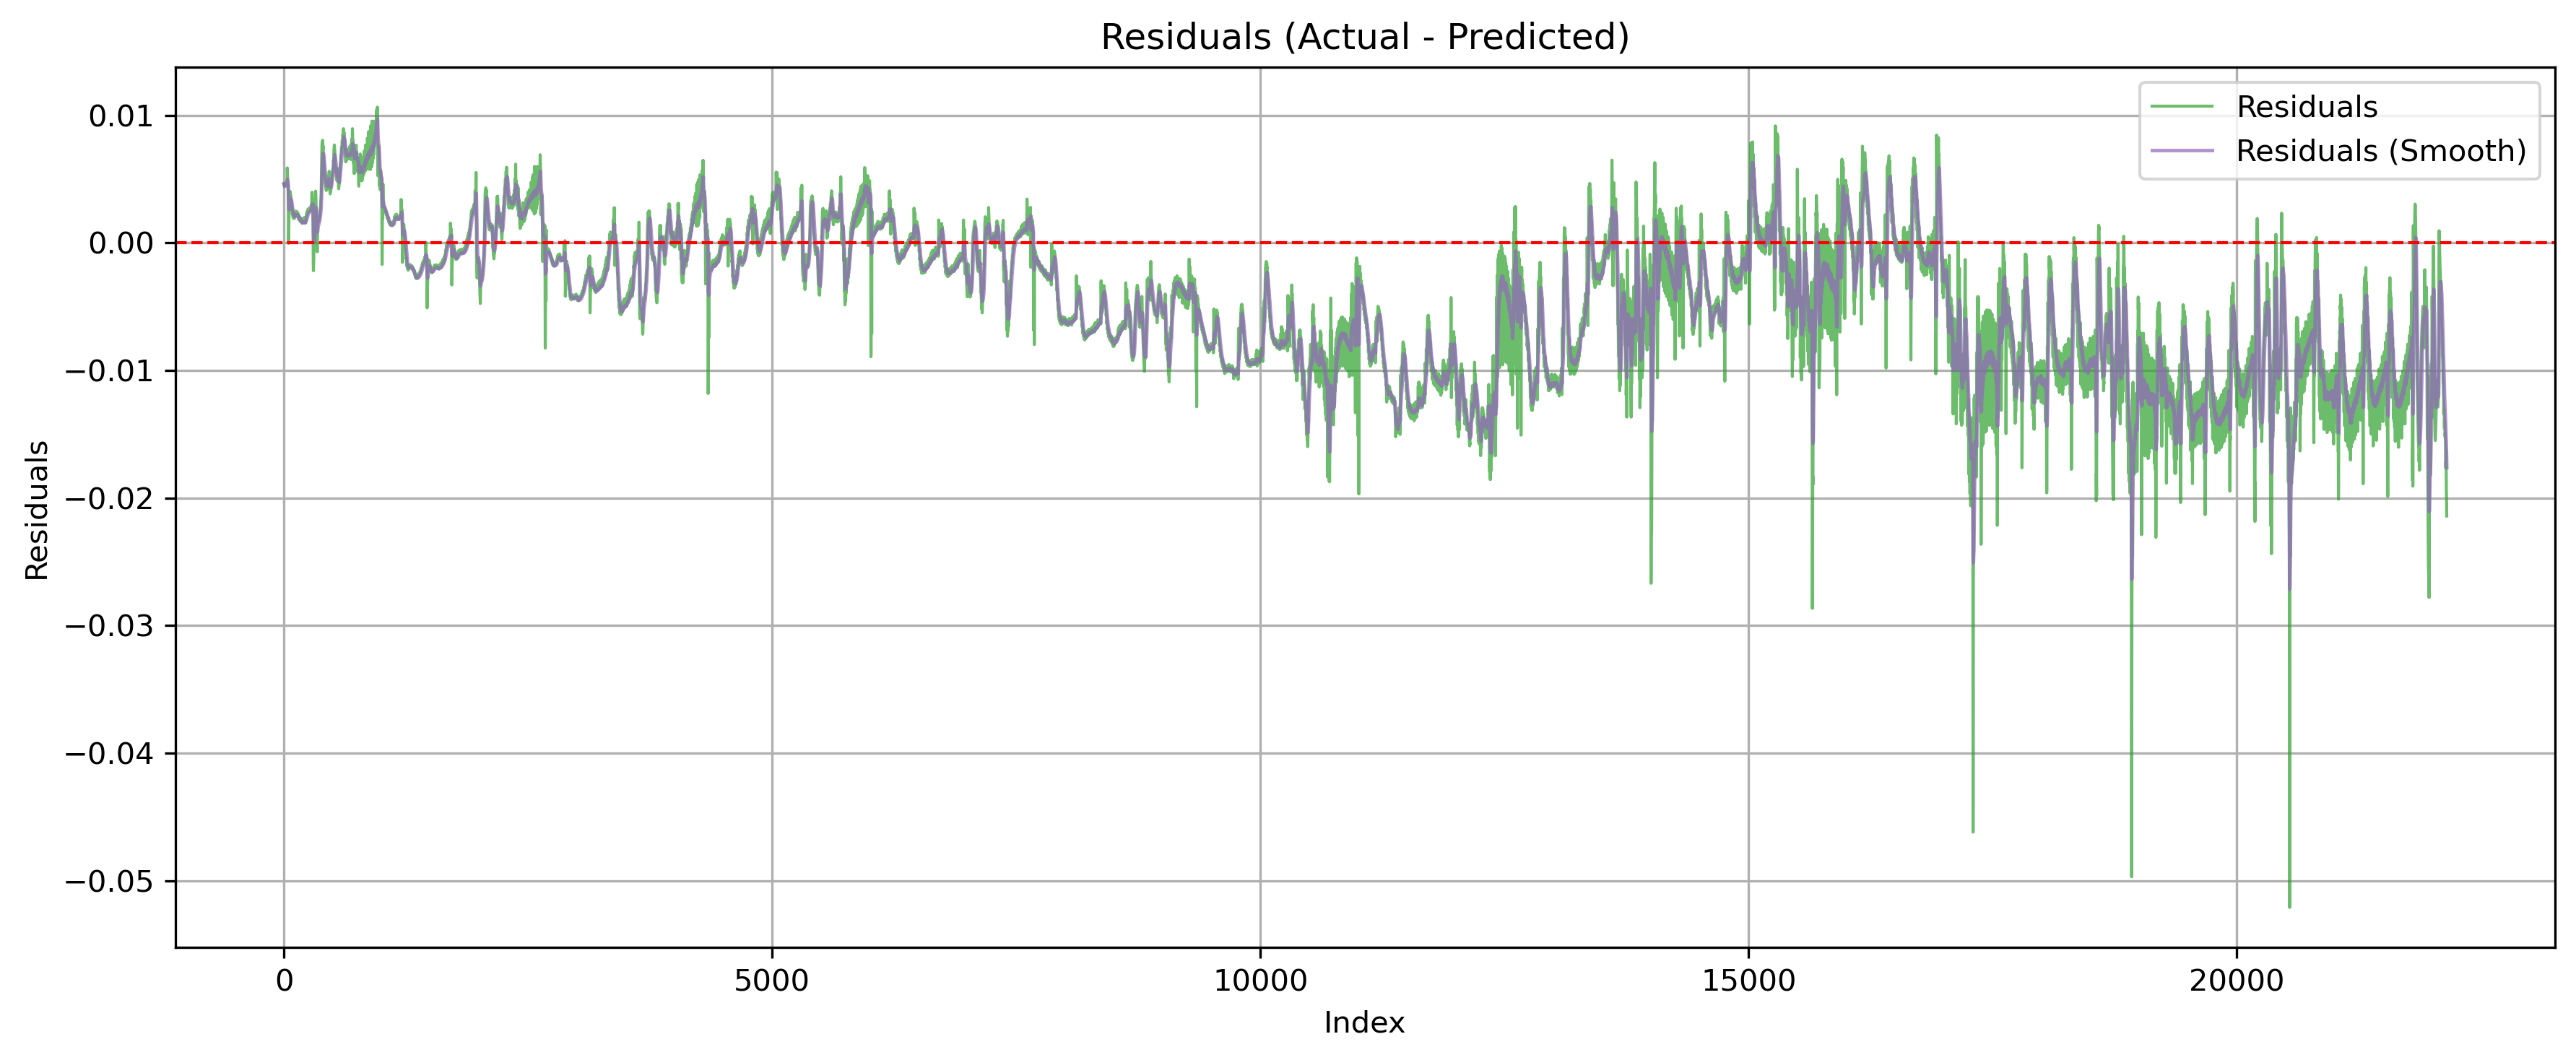 Residuals (Actual - Predicted)
Residuals
Residuals (Smooth)
0.01
0.00
−0.01
−0.02
−0.03
−0.04
−0.05
Residuals
0 5000 10000 15000 20000
Index